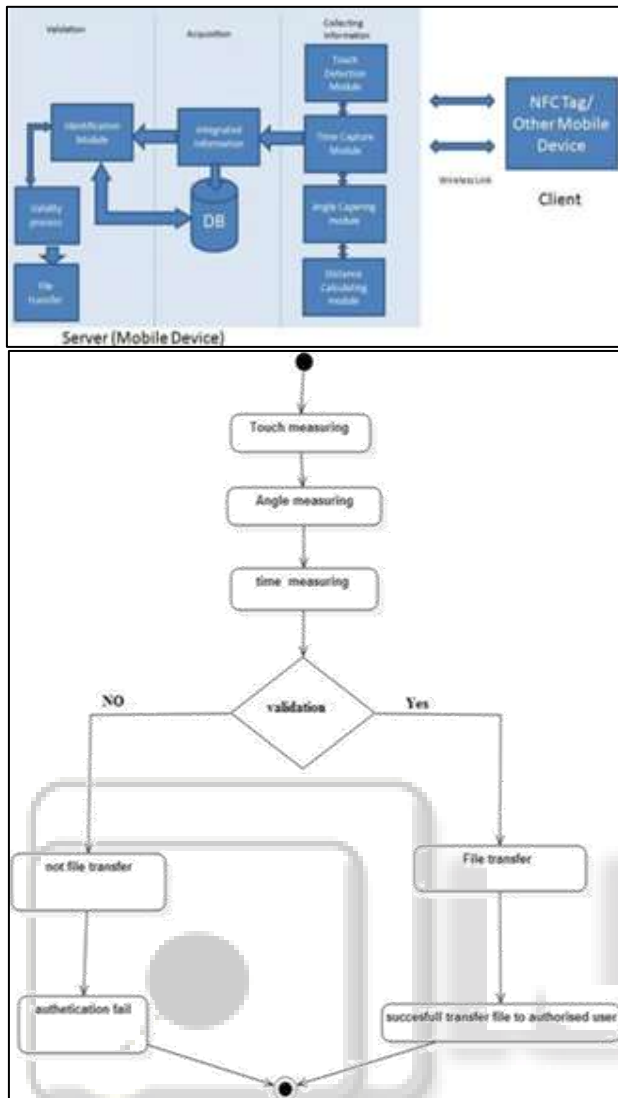 Validation
Acquisition
Collecting
Information
Touch
Detection
Module
Identification
Module
Integrated
Information
Time Capture
Module
NFC Tag/
Other Mobile
Device
Wireless Link
Client
Validity
process
DB
Angle Capering
module
File
transfer
Distance
Calculating
module
Server (Mobile Device)
Touch measuring
Angle measuring
time measuring
NO
validation
Yes
not file transfer
File transfer
authetication fail
succesfull transfer file to authorised user